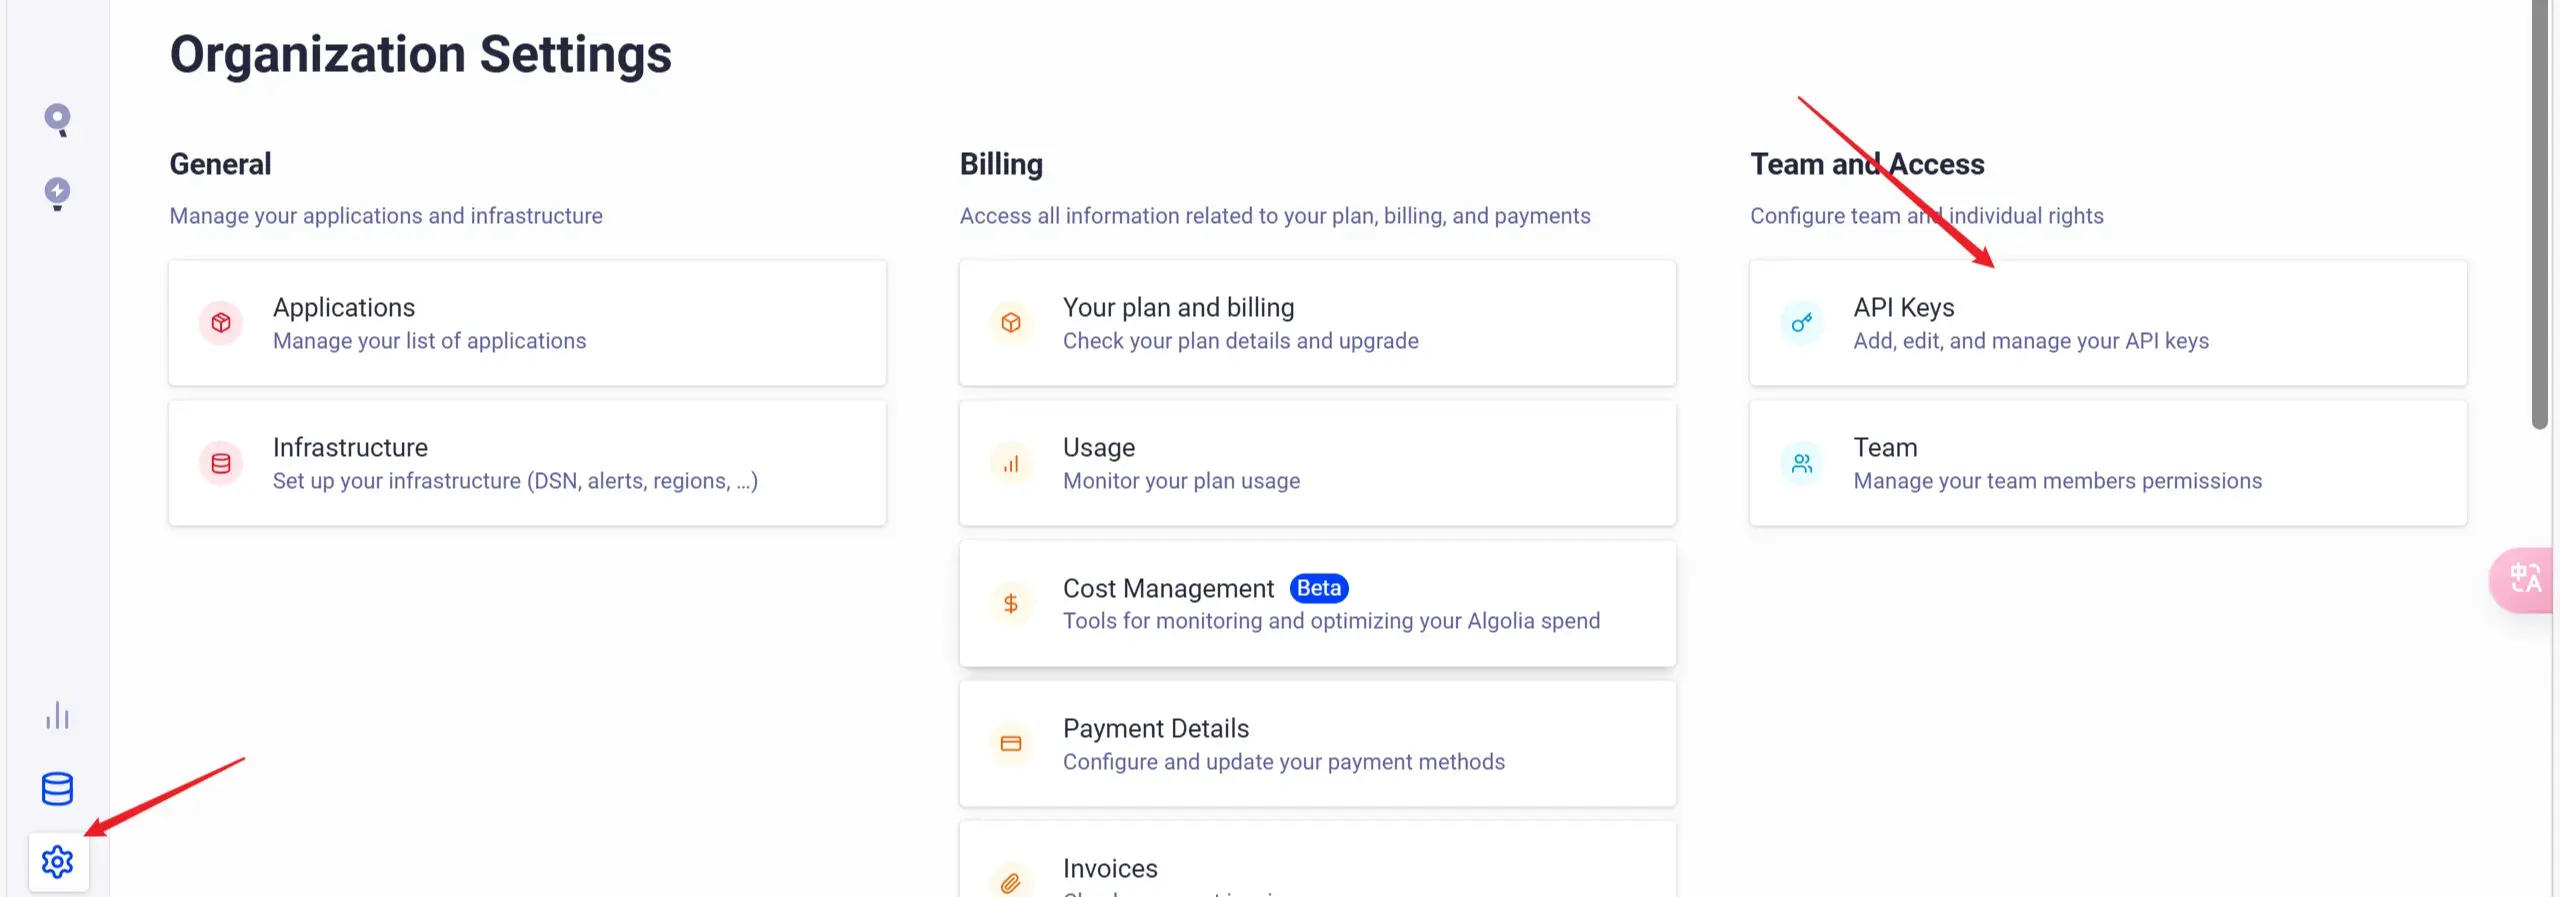 Organization Settings
General
Manage your applications and infrastructure
Applications
Manage your list of applications
Infrastructure
Set up your infrastructure (DSN, alerts, regions, ...)
Billing
Access all information related to your plan, billing, and payments
Your plan and billing
Check your plan details and upgrade
Usage
Monitor your plan usage
Cost Management Beta
Tools for monitoring and optimizing your Algolia spend
Payment Details
Configure and update your payment methods
Invoices
Team and Access
Configure team and individual rights
API Keys
Add, edit, and manage your API keys
Team
Manage your team members permissions